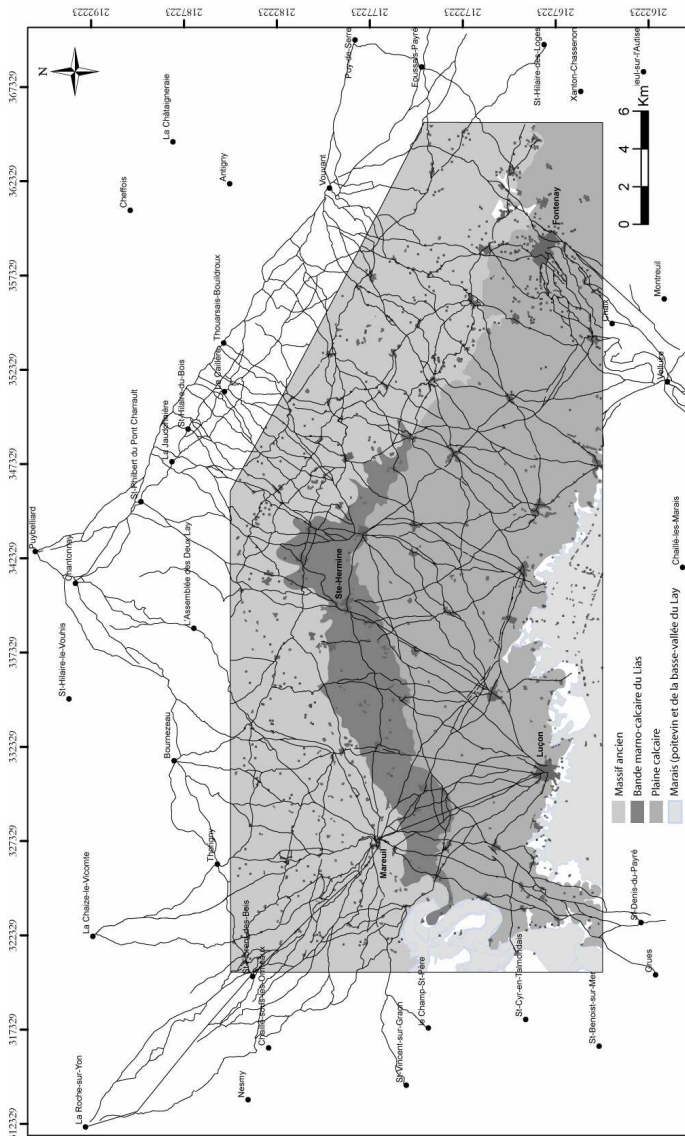 2192223
2187223
2182223
2177223
2172223
2167223
2162223
312329
317329
322329
327329
332329
337329
342329
347329
352329
357329
362329
367329
N
Puybelliard
Chantonnay
St-Hilaire-le-Vouhis
St-Philbert du Pont Charrault
La Jaudonnière
St-Hilaire-du-Bois
La Caillère
Thouarsais-Bouildroux
L'Assemblée des Deux Lay
Bournezeau
Thorigny
La Chaize-le-Vicomte
La Roche-sur-Yon
Chaillé-sous-les-Ormeaux
Nesmy
St-Vincent-sur-Graon
le Champ-St-Père
St-Cyr-en-Talmondais
St-Benoist-sur-Mer
Grues
St-Denis-du-Payré
Mareuil
Luçon
Ste-Hermine
Fontenay
Cheffois
La Châtaigneraie
Antigny
Vouvant
Puy-de-Serre
Foussais-Payré
St-Hilaire-des-Loges
Xanton-Chassenon
ieul-sur-l'Autise
Chaix
Montreuil
Velluire
Chaillé-les-Marais
0 2 4 6
Km
Massif ancien
Bande marno-calcaire du Lias
Plaine calcaire
Marais (poitevin et de la basse-vallée du Lay